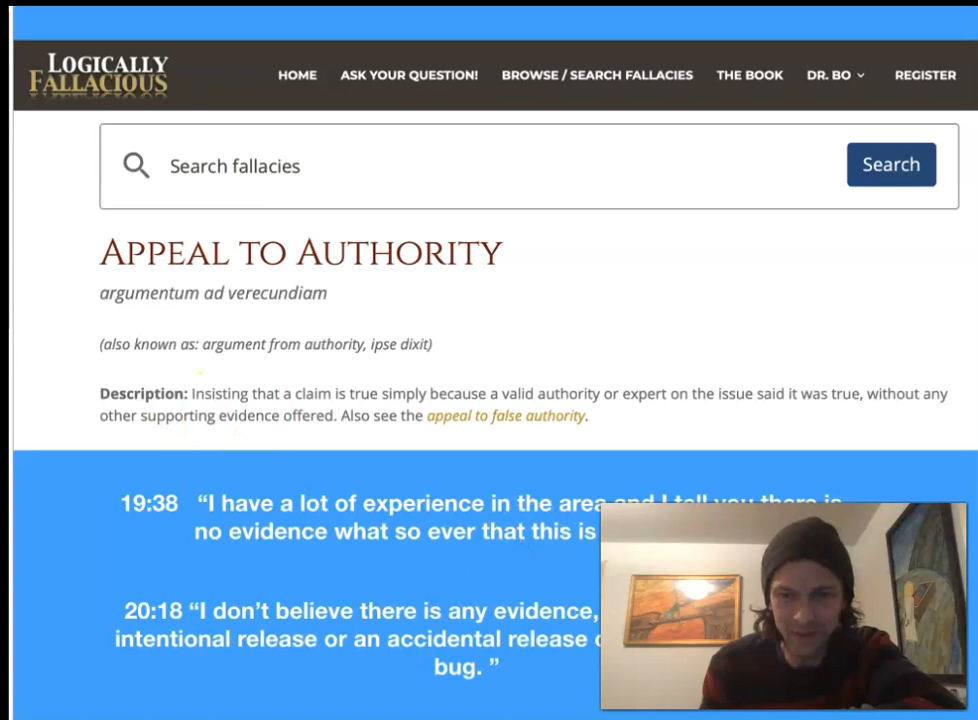 LOGICALLY
FALLACIOUS
HOME ASK YOUR QUESTION! BROWSE / SEARCH FALLACIES THE BOOK DR. BO REGISTER
Search fallacies Search
APPEAL TO AUTHORITY
argumentum ad verecundiam
(also known as: argument from authority, ipse dixit)
Description: Insisting that a claim is true simply because a valid authority or expert on the issue said it was true, without any
other supporting evidence offered. Also see the appeal to false authority.
19:38 “I have a lot of experience in the area and I tell you there is
no evidence what so ever that this is
20:18 “I don’t believe there is any evidence,
intentional release or an accidental release
bug. ”